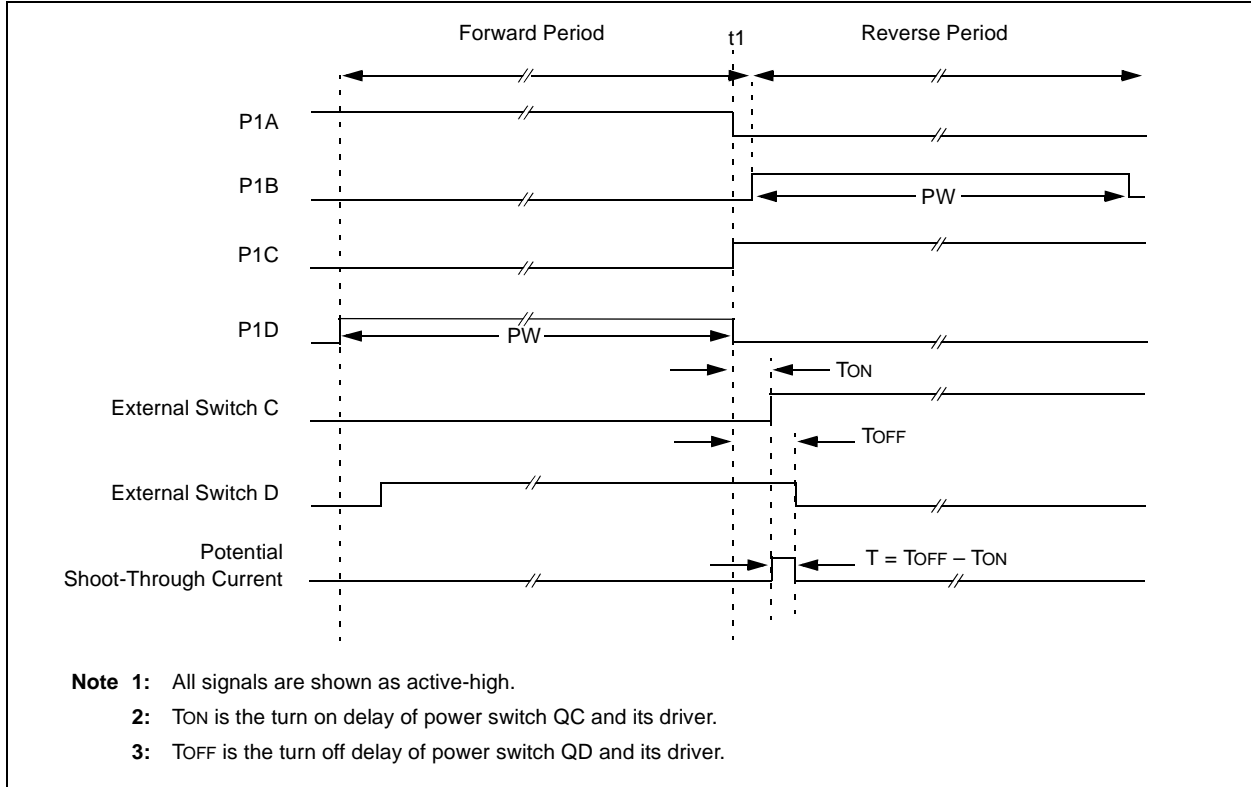 Forward Period
t1
Reverse Period
P1A
P1B
PW
P1C
P1D
PW
TON
External Switch C
TOFF
External Switch D
Potential
Shoot-Through Current
T = TOFF – TON
Note 1: All signals are shown as active-high.
2: TON is the turn on delay of power switch QC and its driver.
3: TOFF is the turn off delay of power switch QD and its driver.